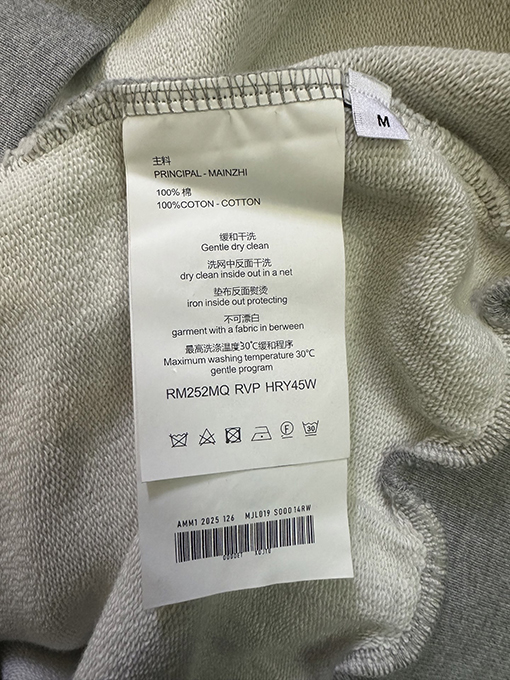 M
主料
PRINCIPAL - MAINZHI
100% 棉
100%COTON - COTTON
缓和干洗
Gentle dry clean
洗网中反面干洗
dry clean inside out in a net
垫布反面熨烫
iron inside out protecting
不可漂白
garment with a fabric in berween
最高洗涤温度30℃缓和程序
Maximum washing temperature 30℃
gentle program
RM252MQ RVP HRY45W
F
30
AMM1 2025 126 MJL019 S00014RW